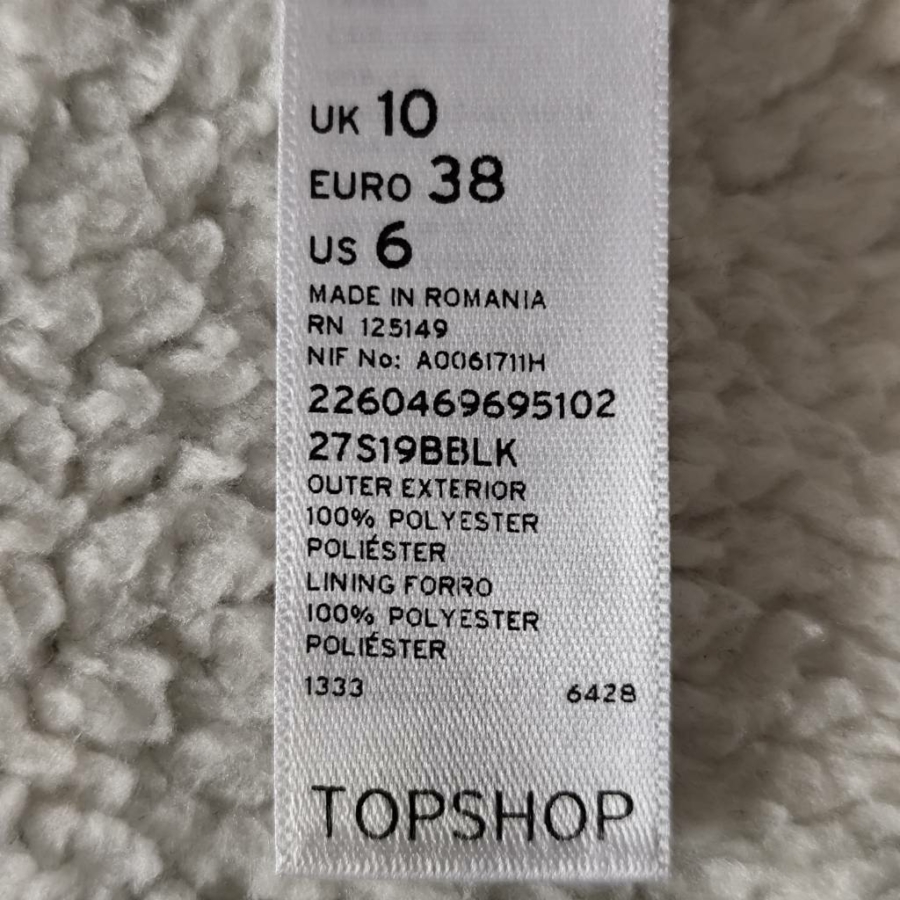 UK 10
EURO 38
US 6
MADE IN ROMANIA
RN 125149
NIF No: A0061711H
2260469695102
27S19BBLK
OUTER EXTERIOR
100% POLYESTER
POLIÉSTER
LINING FORRO
100% POLYESTER
POLIÉSTER
1333 6428
TOPSHOP